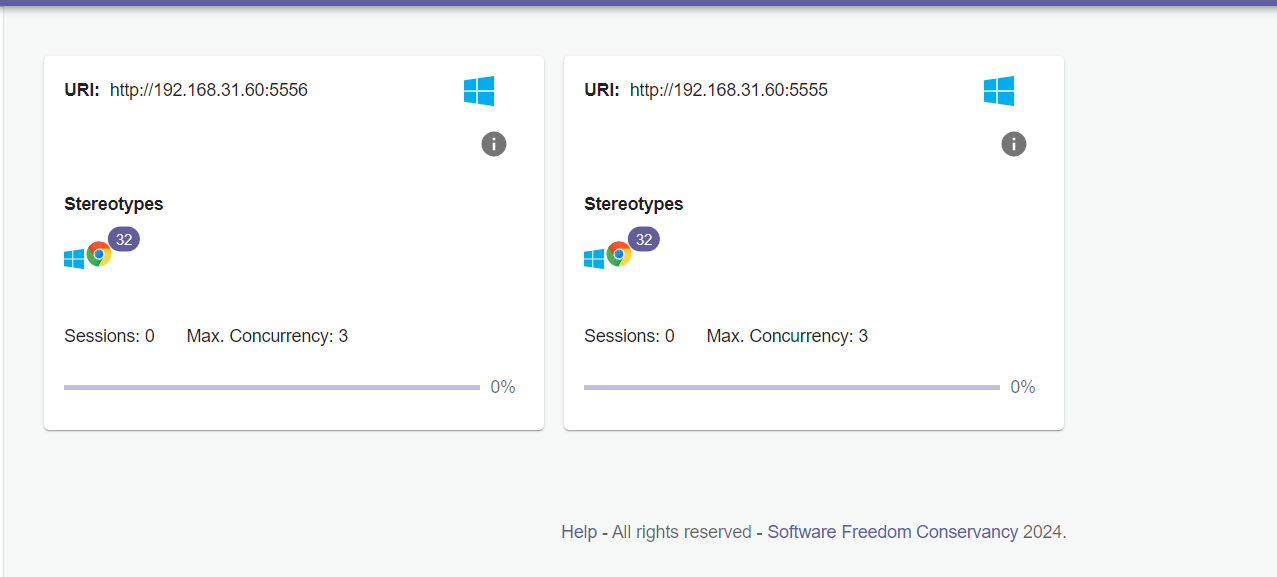 URI: http://192.168.31.60:5556
Stereotypes
32
Sessions: 0 Max. Concurrency: 3
0%
URI: http://192.168.31.60:5555
Stereotypes
32
Sessions: 0 Max. Concurrency: 3
0%
Help - All rights reserved - Software Freedom Conservancy 2024.